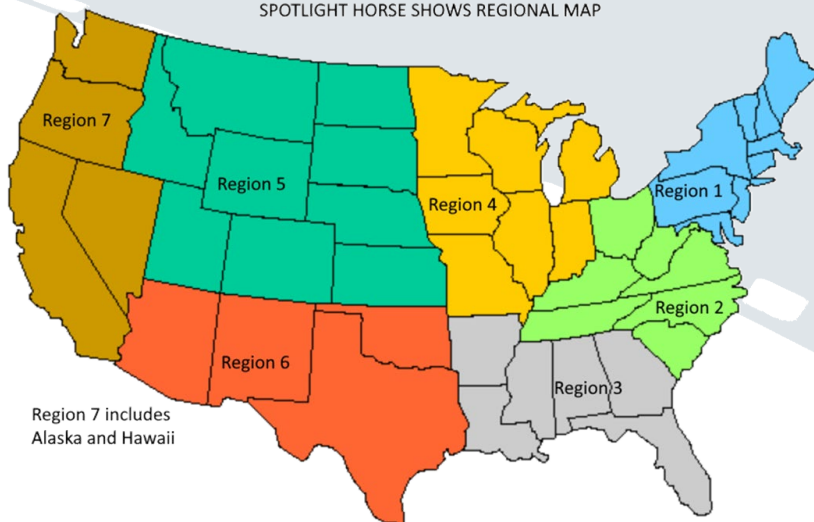 SPOTLIGHT HORSE SHOWS REGIONAL MAP
Region 7
Region 5
Region 4
Region 1
Region 2
Region 6
Region 3
Region 7 includes
Alaska and Hawaii